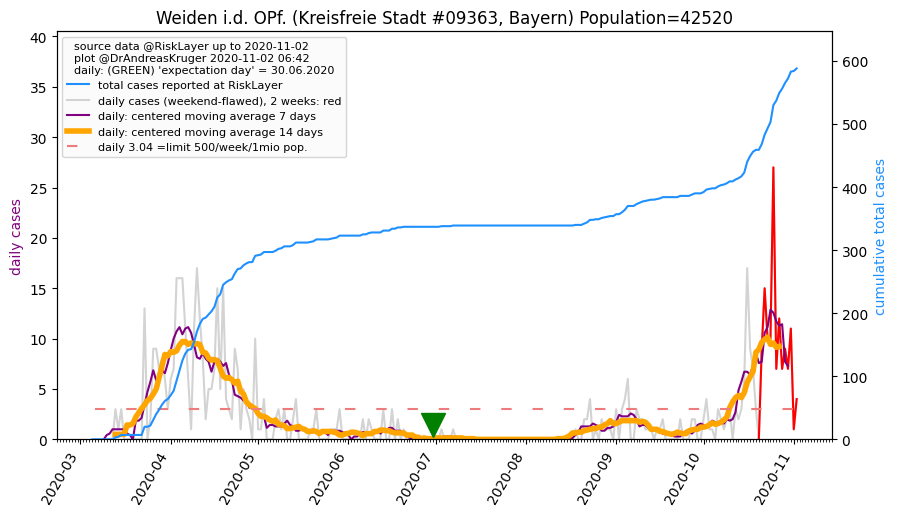 Weiden i.d. OPf. (Kreisfreie Stadt #09363, Bayern) Population=42520
source data @RiskLayer up to 2020-11-02
plot @DrAndreasKruger 2020-11-02 06:42
daily: (GREEN) 'expectation day' = 30.06.2020
total cases reported at RiskLayer
daily cases (weekend-flawed), 2 weeks: red
daily: centered moving average 7 days
daily: centered moving average 14 days
daily 3.04 =limit 500/week/1mio pop.
daily cases
40
35
30
25
20
15
10
5
0
cumulative total cases
600
500
400
300
200
100
0
2020-03
2020-04
2020-05
2020-06
2020-07
2020-08
2020-09
2020-10
2020-11